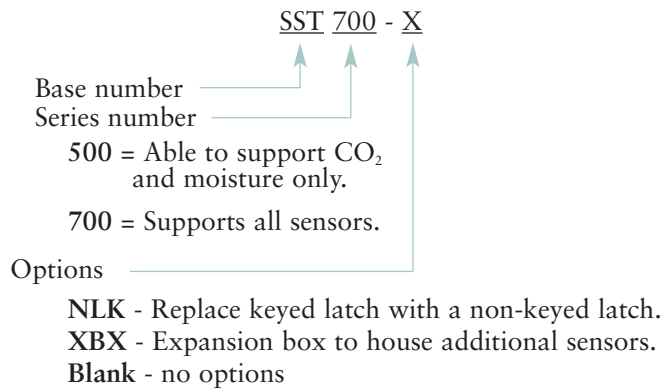 SST 700 - X
Base number
Series number
500 = Able to support CO₂
and moisture only.
700 = Supports all sensors.
Options
NLK - Replace keyed latch with a non-keyed latch.
XBX - Expansion box to house additional sensors.
Blank - no options